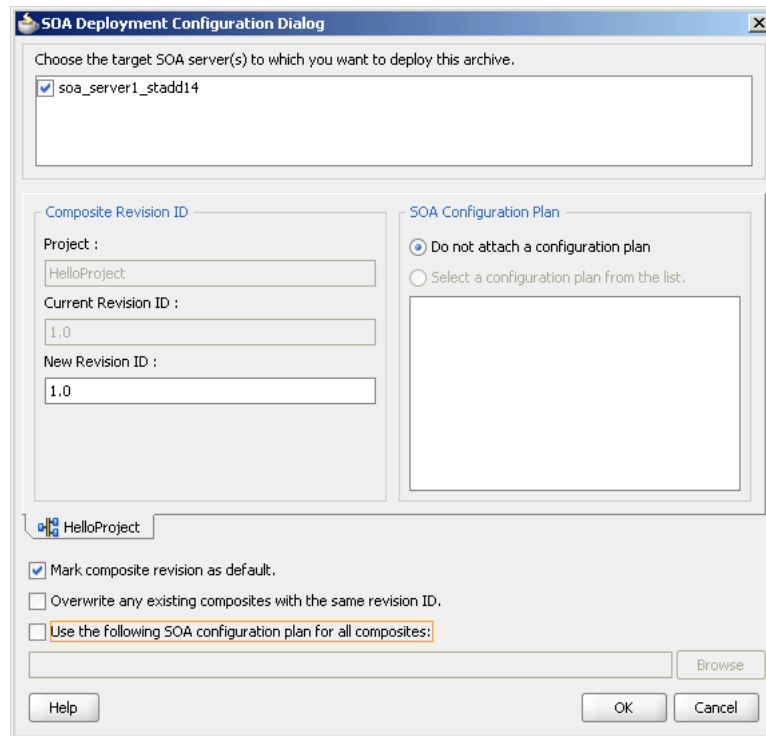 SOA Deployment Configuration Dialog
Choose the target SOA server(s) to which you want to deploy this archive.
soa_server1_stadd14
Composite Revision ID
Project :
HelloProject
Current Revision ID :
1.0
New Revision ID :
1.0
SOA Configuration Plan
Do not attach a configuration plan
Select a configuration plan from the list.
HelloProject
Mark composite revision as default.
Overwrite any existing composites with the same revision ID.
Use the following SOA configuration plan for all composites:
Browse
Help
OK
Cancel